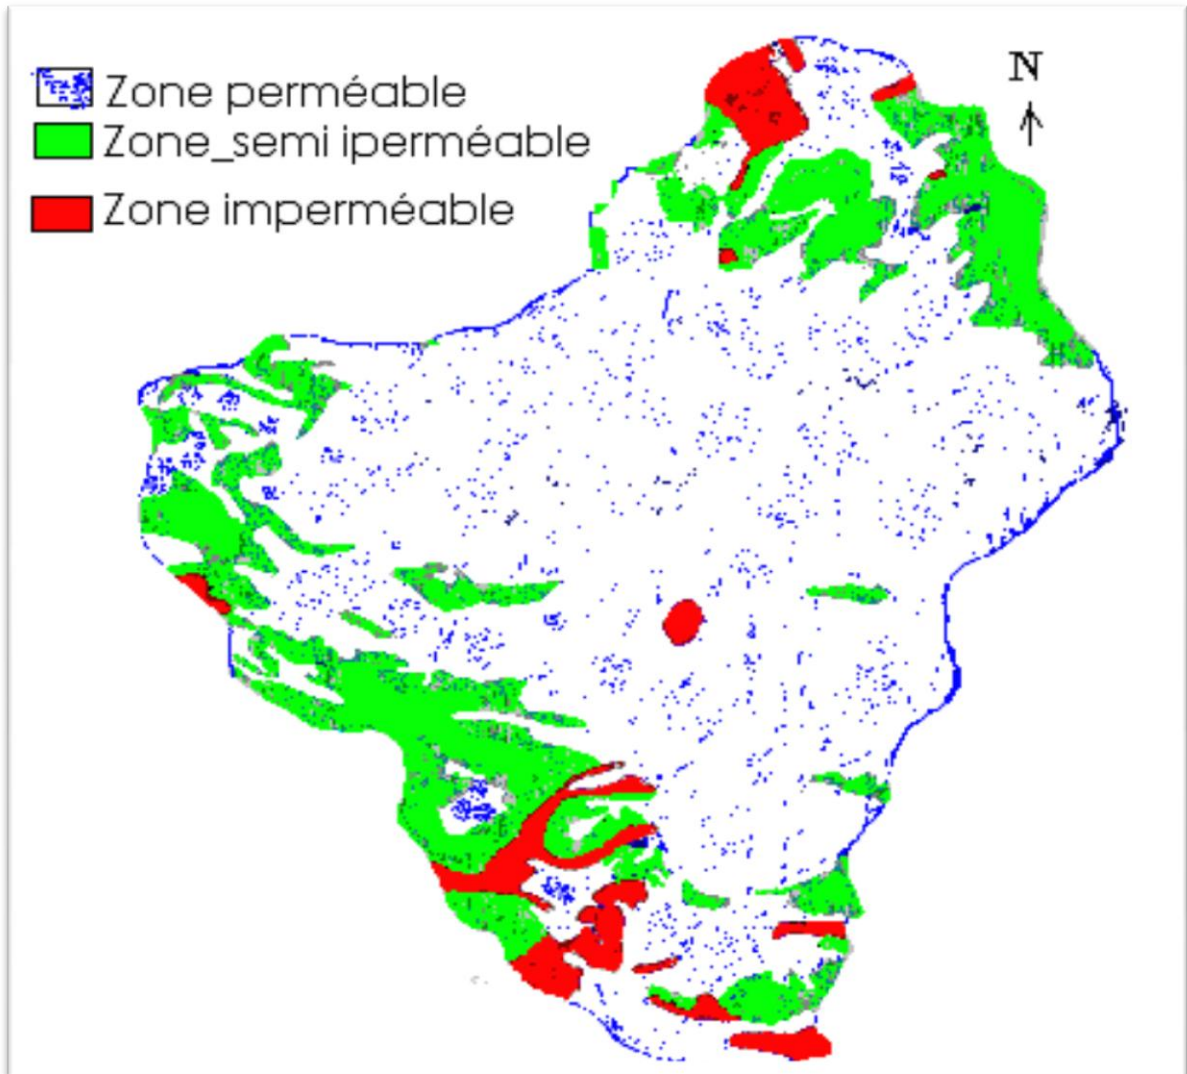 Zone perméable
Zone_semi iperméable
Zone imperméable
N